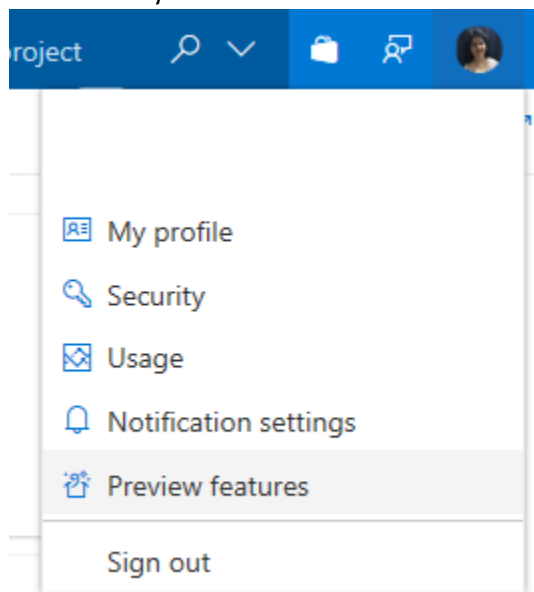 roject
My profile
Security
Usage
Notification settings
Preview features
Sign out